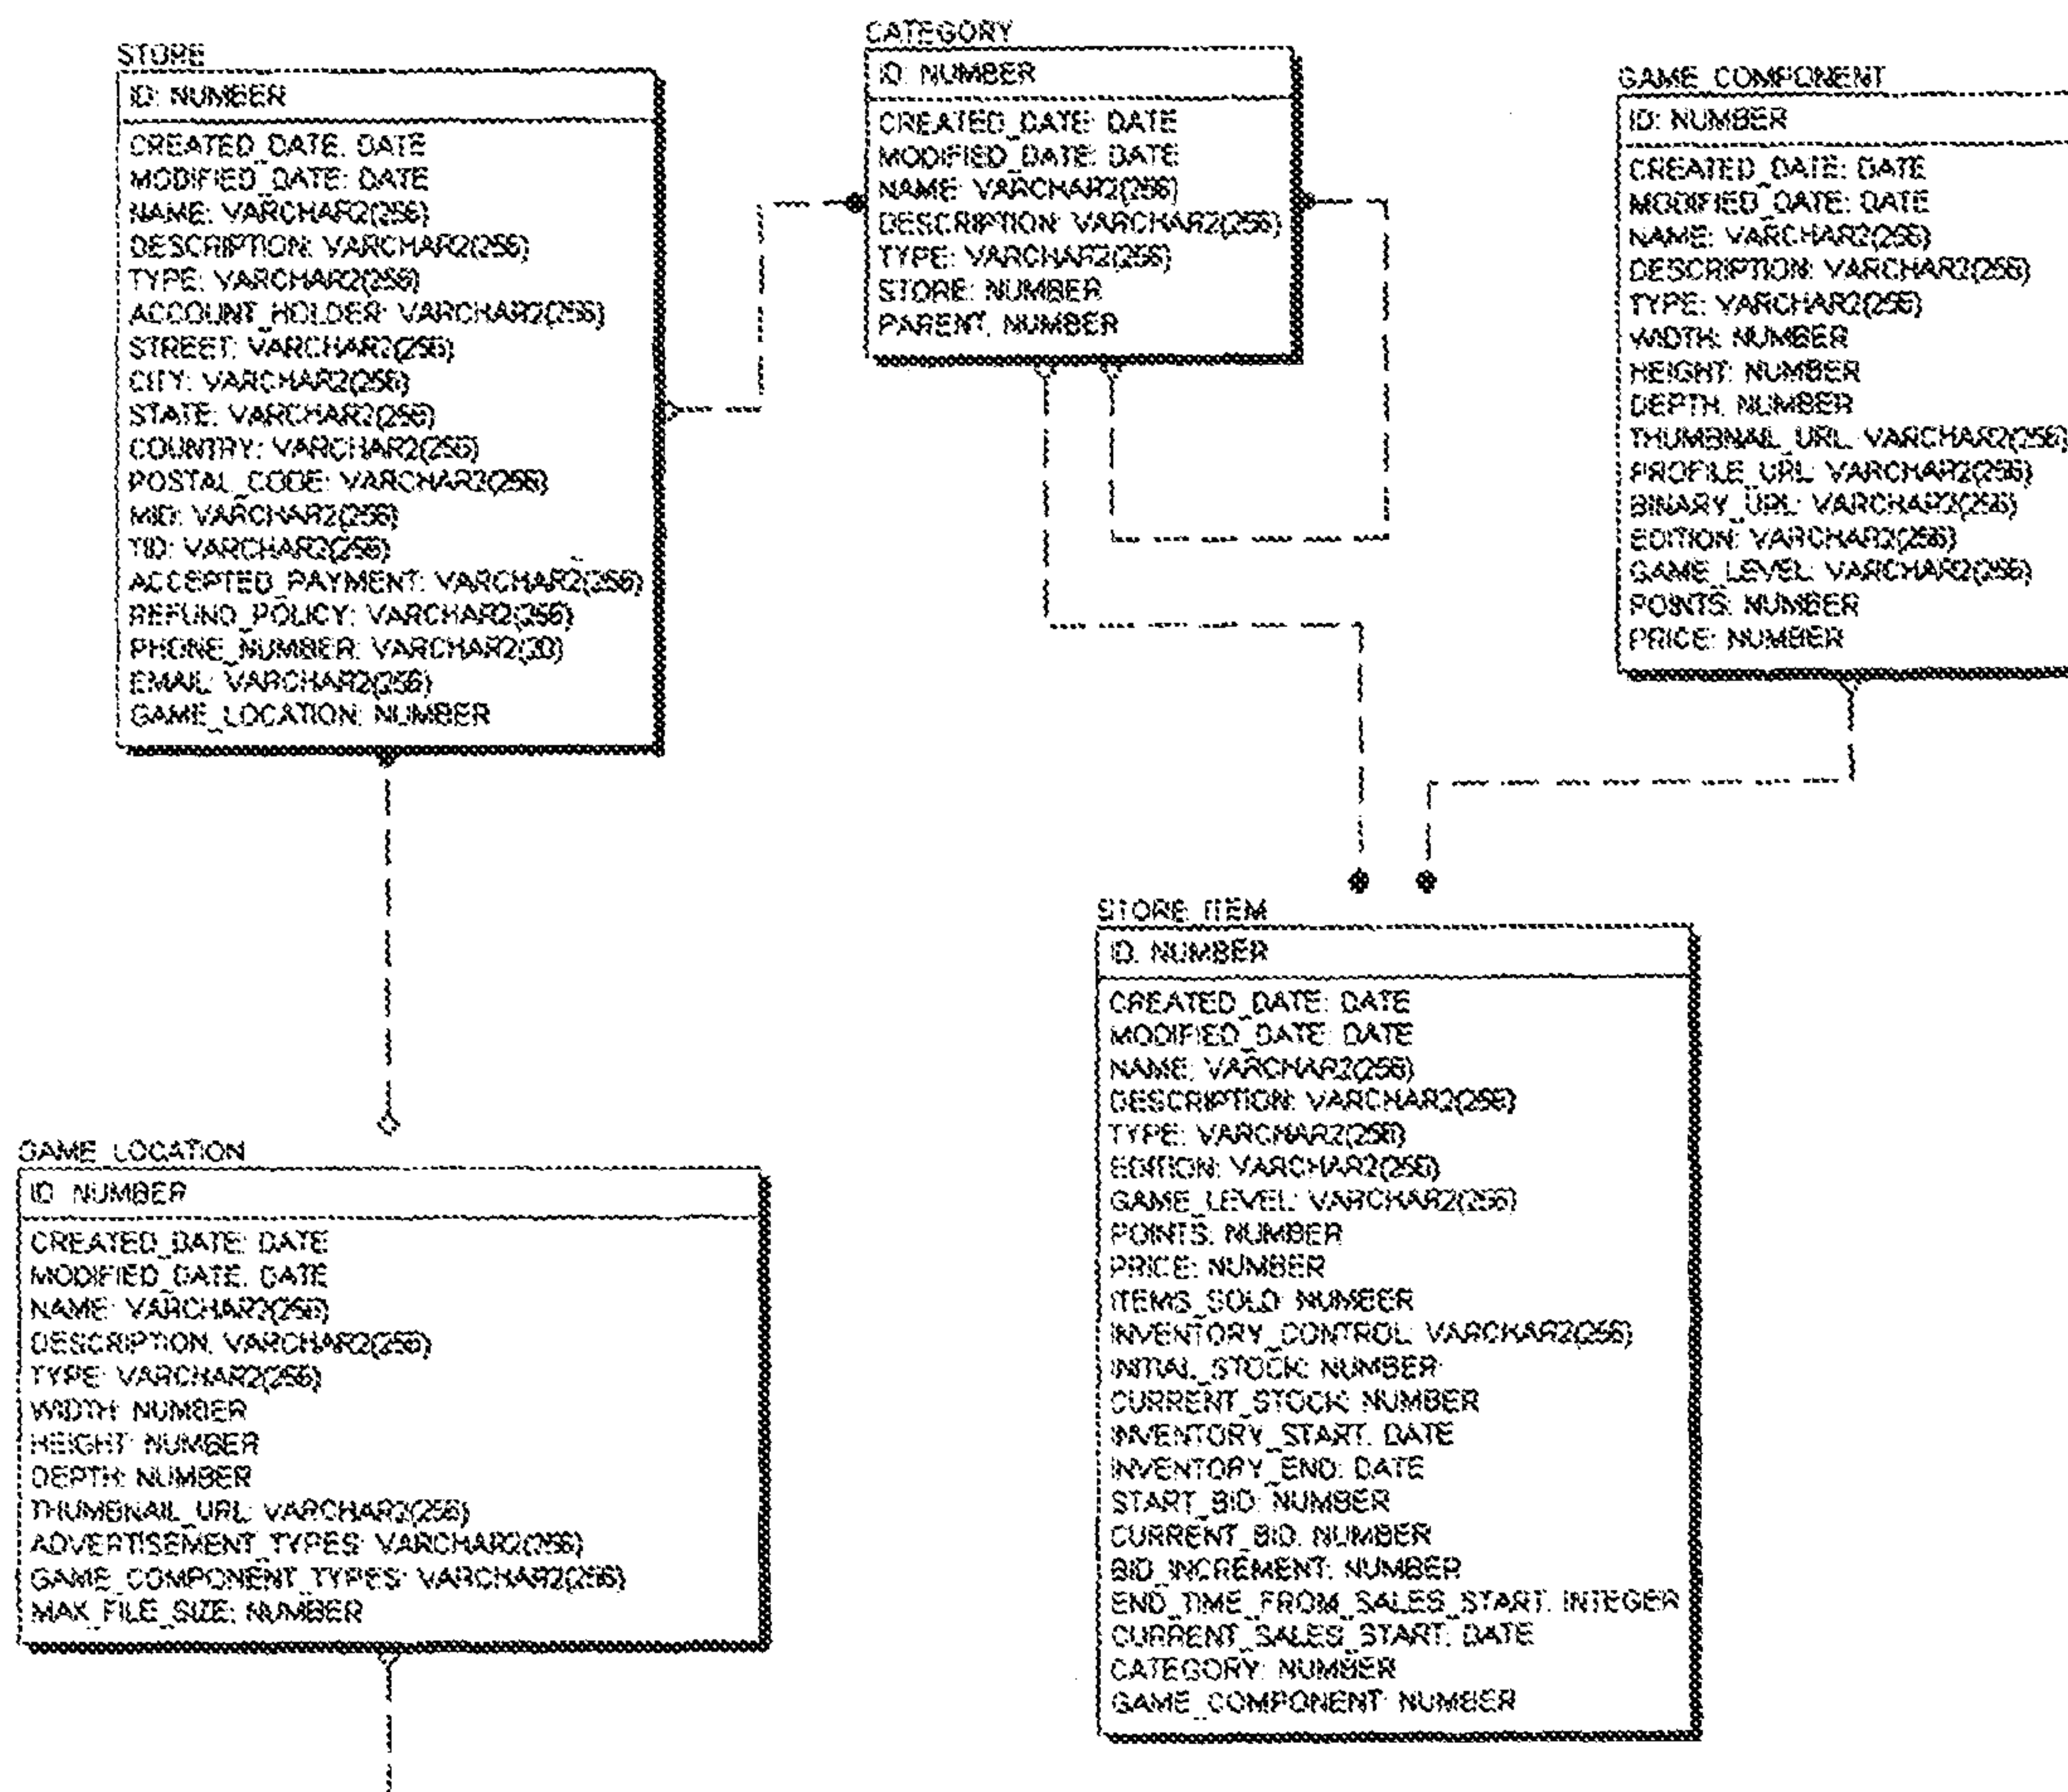 STORE
ID: NUMBER
CREATED_DATE: DATE
MODIFIED_DATE: DATE
NAME: VARCHAR2(256)
DESCRIPTION: VARCHAR2(256)
TYPE: VARCHAR2(256)
ACCOUNT_HOLDER: VARCHAR2(256)
STREET: VARCHAR2(256)
CITY: VARCHAR2(256)
STATE: VARCHAR2(256)
COUNTRY: VARCHAR2(256)
POSTAL_CODE: VARCHAR2(256)
MID: VARCHAR2(256)
TID: VARCHAR2(256)
ACCEPTED_PAYMENT: VARCHAR2(256)
REFUND_POLICY: VARCHAR2(256)
PHONE_NUMBER: VARCHAR2(30)
EMAIL: VARCHAR2(256)
GAME_LOCATION: NUMBER
CATEGORY
ID: NUMBER
CREATED_DATE: DATE
MODIFIED_DATE: DATE
NAME: VARCHAR2(256)
DESCRIPTION: VARCHAR2(256)
TYPE: VARCHAR2(256)
STORE: NUMBER
PARENT: NUMBER
GAME_COMPONENT
ID: NUMBER
CREATED_DATE: DATE
MODIFIED_DATE: DATE
NAME: VARCHAR2(256)
DESCRIPTION: VARCHAR2(256)
TYPE: VARCHAR2(256)
WIDTH: NUMBER
HEIGHT: NUMBER
DEPTH: NUMBER
THUMBNAIL_URL: VARCHAR2(256)
PROFILE_URL: VARCHAR2(256)
BINARY_URL: VARCHAR2(256)
EDITION: VARCHAR2(256)
GAME_LEVEL: VARCHAR2(256)
POINTS: NUMBER
PRICE: NUMBER
GAME_LOCATION
ID: NUMBER
CREATED_DATE: DATE
MODIFIED_DATE: DATE
NAME: VARCHAR2(256)
DESCRIPTION: VARCHAR2(256)
TYPE: VARCHAR2(256)
WIDTH: NUMBER
HEIGHT: NUMBER
DEPTH: NUMBER
THUMBNAIL_URL: VARCHAR2(256)
ADVERTISEMENT_TYPES: VARCHAR2(256)
GAME_COMPONENT_TYPES: VARCHAR2(256)
MAX_FILE_SIZE: NUMBER
STORE_ITEM
ID: NUMBER
CREATED_DATE: DATE
MODIFIED_DATE: DATE
NAME: VARCHAR2(256)
DESCRIPTION: VARCHAR2(256)
TYPE: VARCHAR2(256)
EDITION: VARCHAR2(256)
GAME_LEVEL: VARCHAR2(256)
POINTS: NUMBER
PRICE: NUMBER
ITEMS_SOLD: NUMBER
INVENTORY_CONTROL: VARCHAR2(256)
INITIAL_STOCK: NUMBER
CURRENT_STOCK: NUMBER
INVENTORY_START: DATE
INVENTORY_END: DATE
START_BID: NUMBER
CURRENT_BID: NUMBER
BID_INCREMENT: NUMBER
END_TIME_FROM_SALES_START: INTEGER
CURRENT_SALES_START: DATE
CATEGORY: NUMBER
GAME_COMPONENT: NUMBER